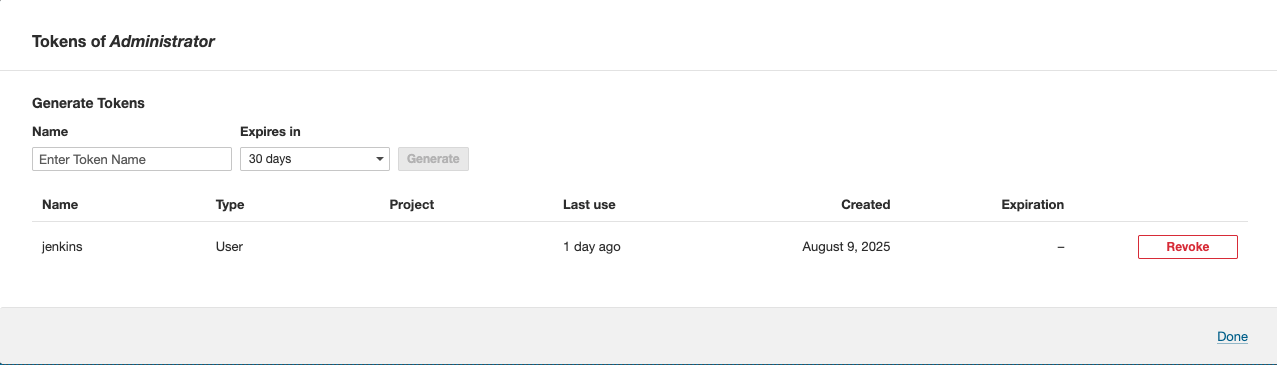 Tokens of Administrator
Generate Tokens
Name Expires in
Enter Token Name 30 days Generate
Name Type Project Last use Created Expiration
jenkins User 1 day ago August 9, 2025 – Revoke
Done